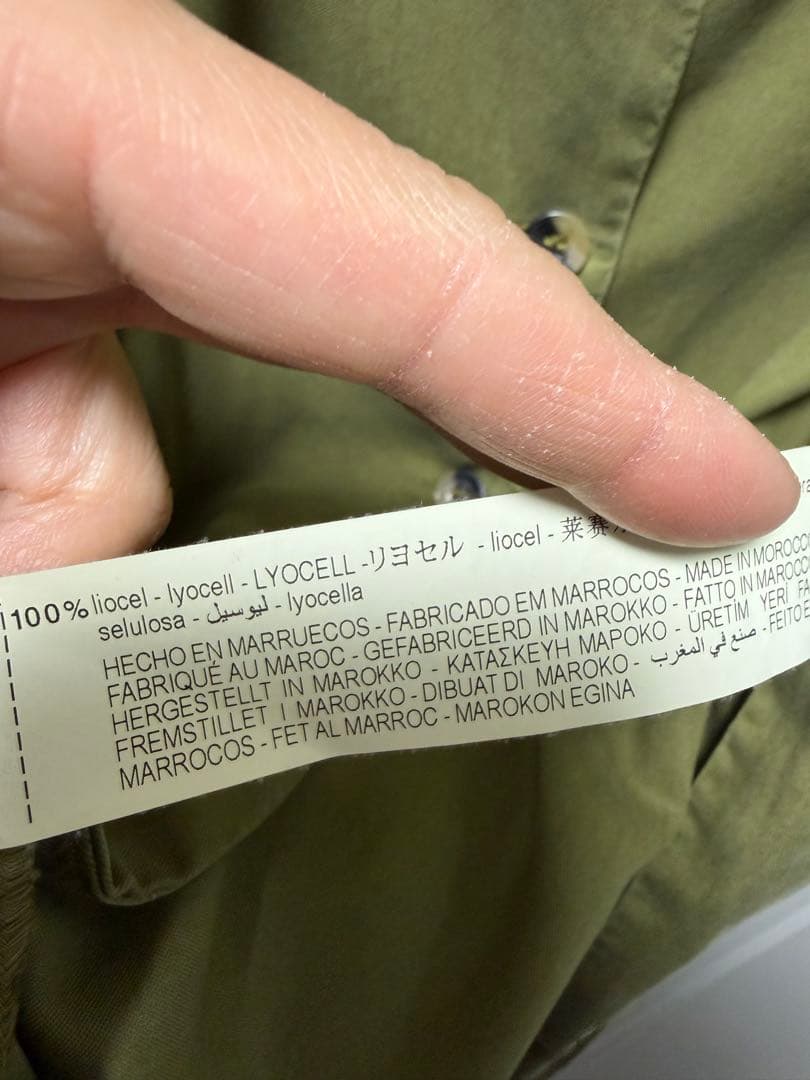 100% liocel - lyocell - LYOCELL -リヨセル - liocel - 莱赛
selulosa - ليوسيل - lyocella
HECHO EN MARRUECOS - FABRICADO EM MARROCOS - MADE IN MOROCCO
FABRIQUÉ AU MAROC - GEFABRICEERD IN MAROKKO - FATTO IN MAROCCO
HERGESTELLT IN MAROKKO - ΚΑΤΑΣΚΕΥΗ ΜΑΡΟΚΟ - ÜRETİM YERİ FA
FREMSTILLET I MAROKKO - DIBUAT DI MAROKO - صنع في المغرب - FEITO E
MARROCOS - FET AL MARROC - MAROKON EGINA